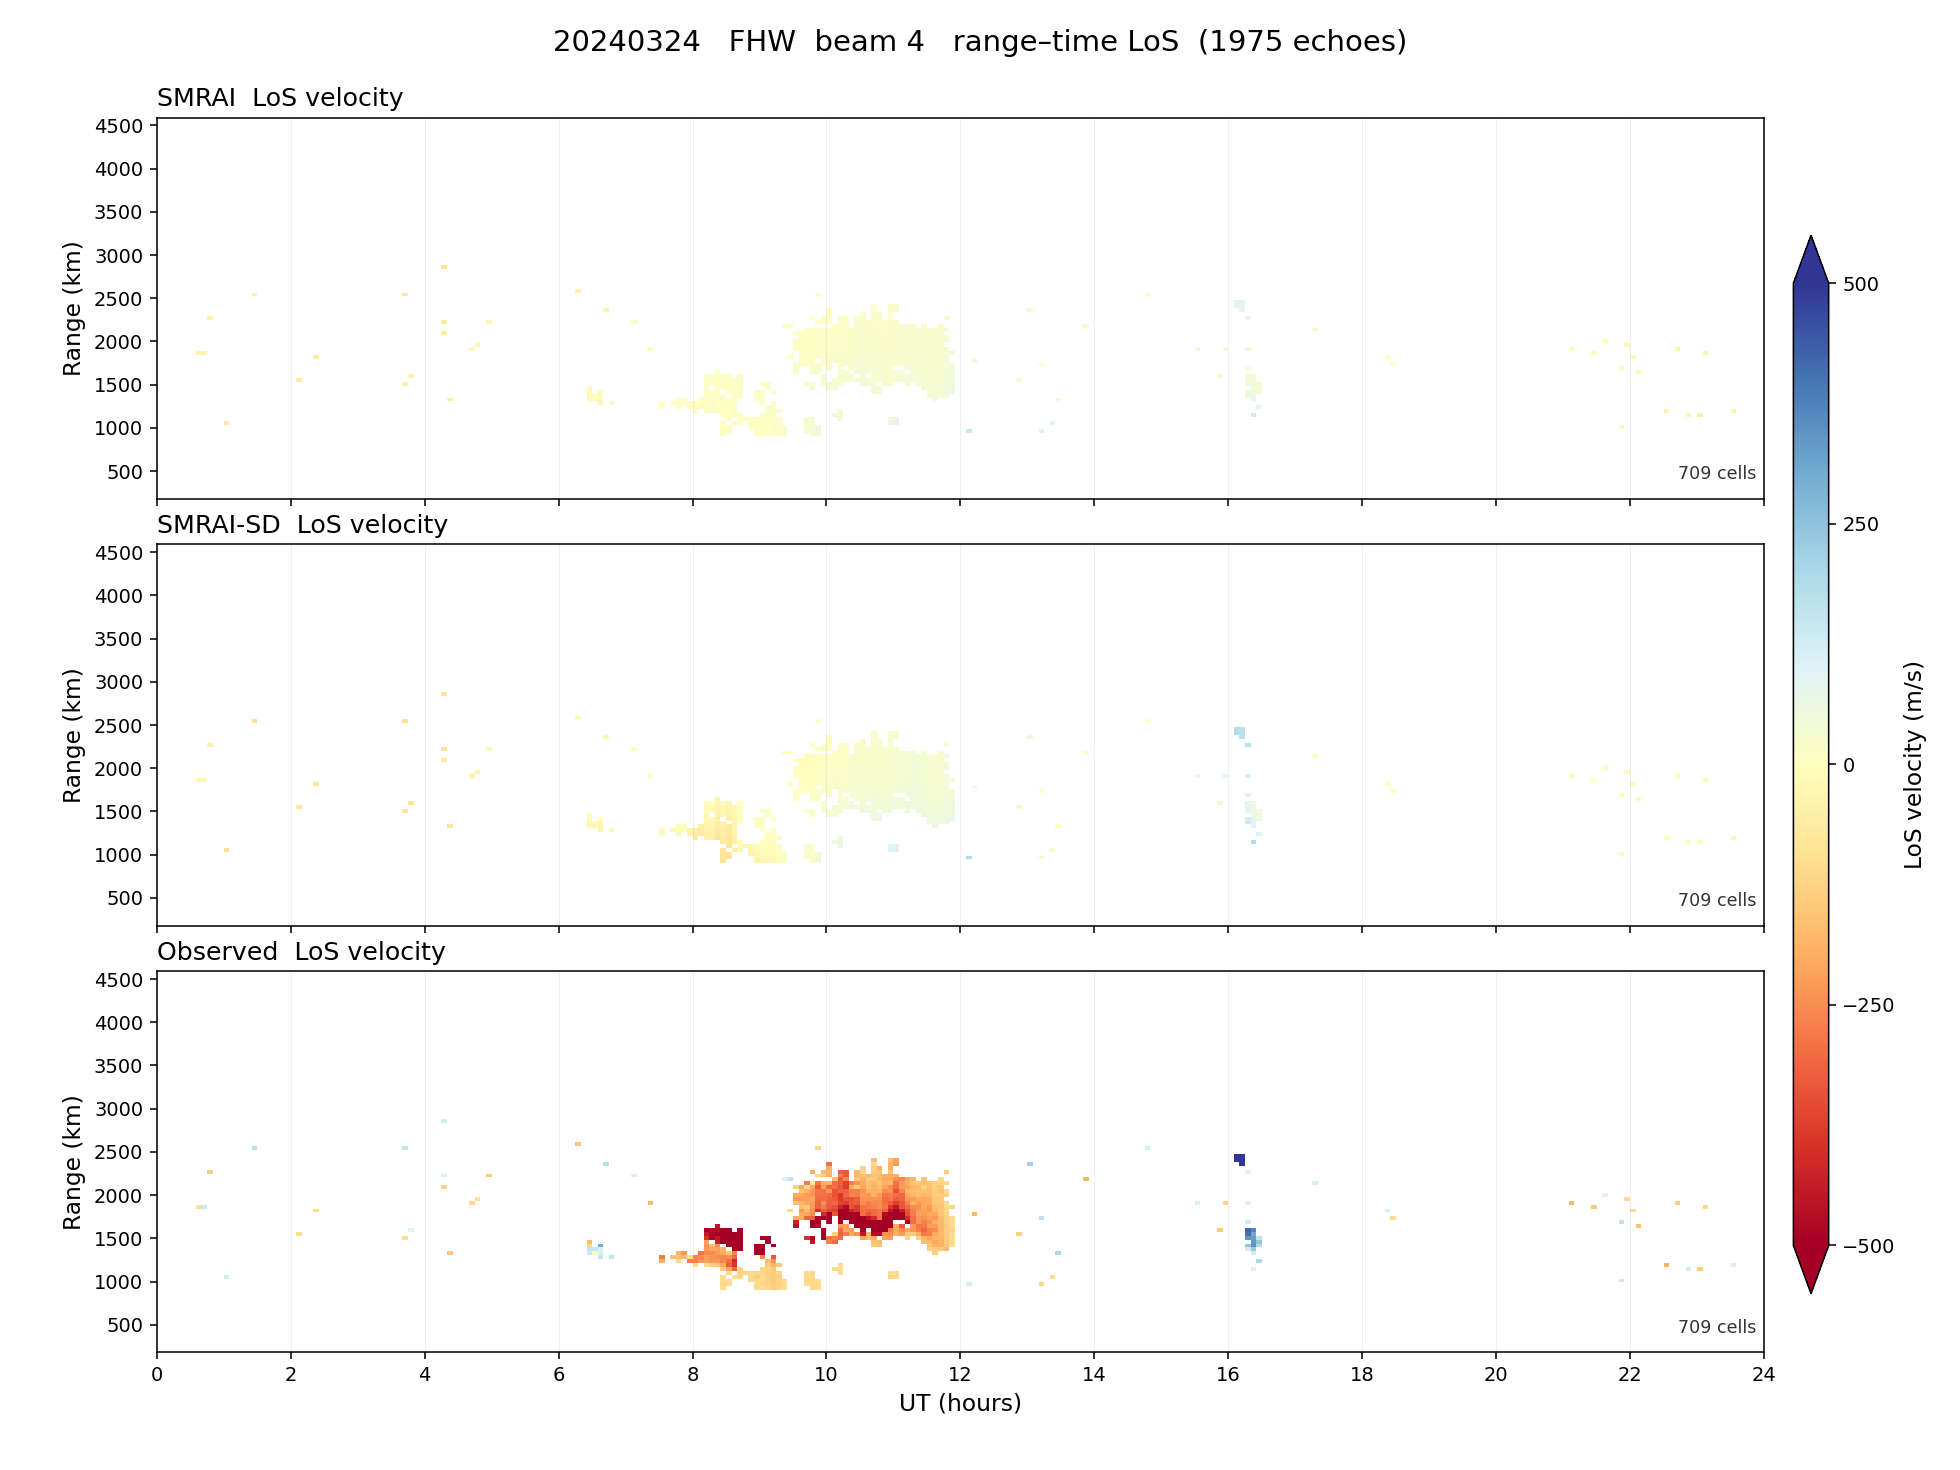 20240324   FHW  beam 4   range–time LoS  (1975 echoes)
SMRAI  LoS velocity
4500
4000
3500
3000
2500
2000
1500
1000
500
Range (km)
709 cells
SMRAI-SD  LoS velocity
4500
4000
3500
3000
2500
2000
1500
1000
500
Range (km)
709 cells
Observed  LoS velocity
4500
4000
3500
3000
2500
2000
1500
1000
500
Range (km)
709 cells
0 2 4 6 8 10 12 14 16 18 20 22 24
UT (hours)
500
250
0
−250
−500
LoS velocity (m/s)